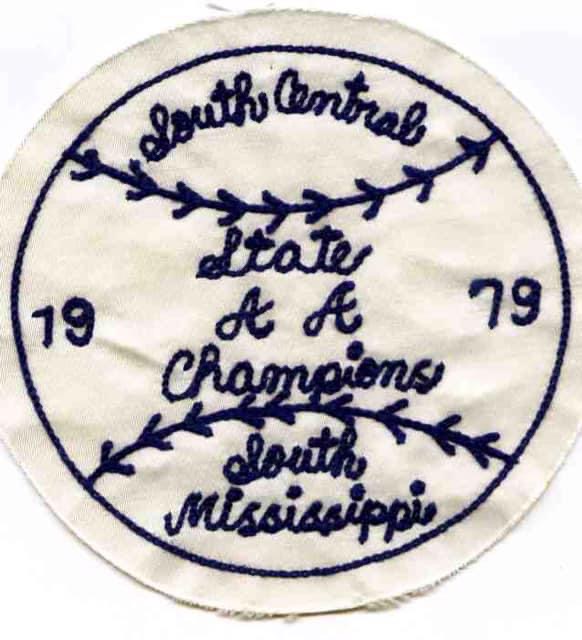 South Central
State
A A
19 79
Champions
South
Mississippi